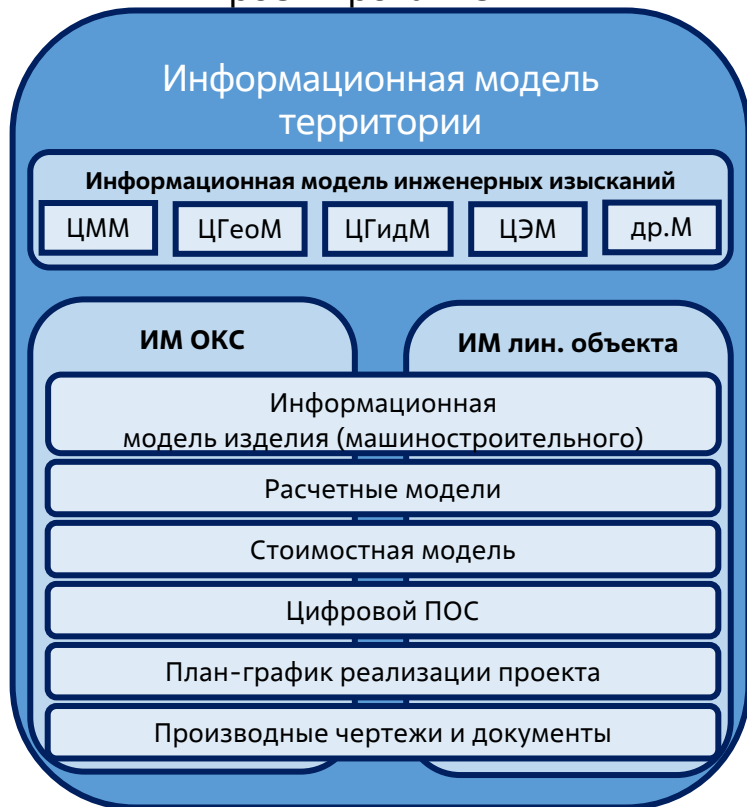 Информационная модель
территории
Информационная модель инженерных изысканий
ЦММ ЦГеоМ ЦГидМ ЦЭМ др.М
ИМ ОКС ИМ лин. объекта
Информационная
модель изделия (машиностроительного)
Расчетные модели
Стоимостная модель
Цифровой ПОС
План-график реализации проекта
Производные чертежи и документы